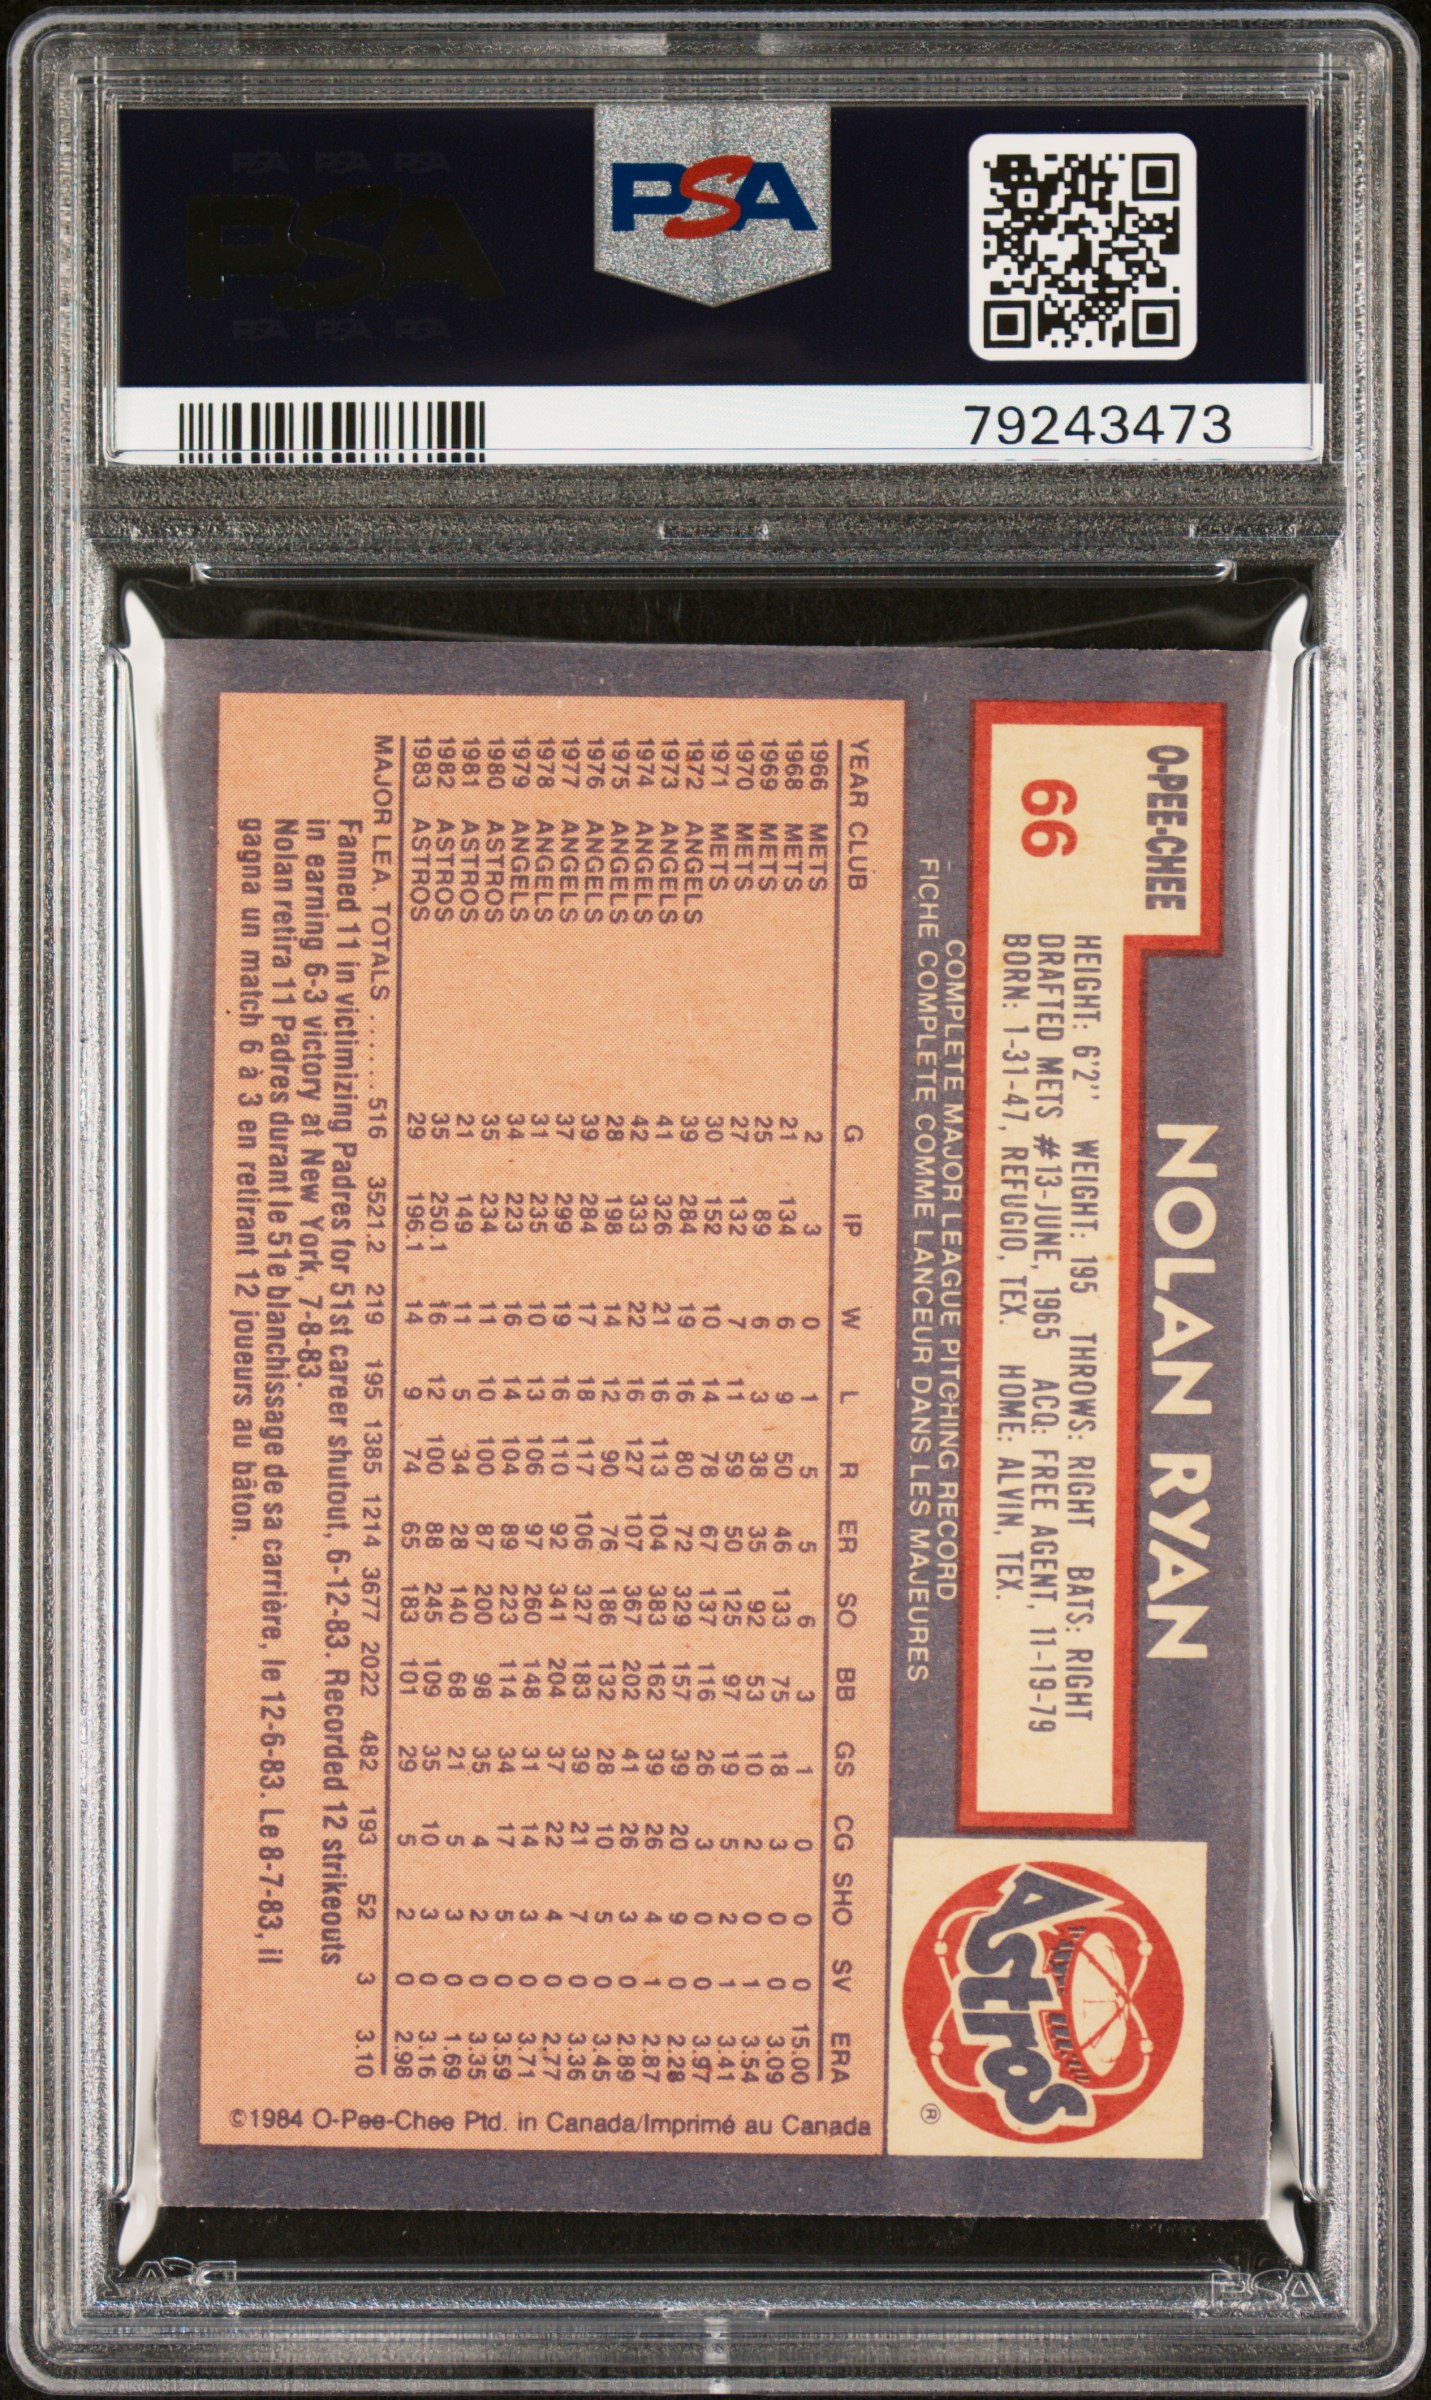 PSA
PSA PSA PSA
PSA
PSA PSA PSA
79243473
O-PEE-CHEE
NOLAN RYAN
66
HEIGHT: 6'2" WEIGHT: 195 THROWS: RIGHT BATS: RIGHT
DRAFTED METS #13-JUNE, 1965 ACQ: FREE AGENT, 11-19-79
BORN: 1-31-47, REFUGIO, TEX. HOME: ALVIN, TEX.
Astros
®
COMPLETE MAJOR LEAGUE PITCHING RECORD
FICHE COMPLÈTE COMME LANCEUR DANS LES MAJEURES
YEAR CLUB G IP W L R ER SO BB GS CG SHO SV ERA
1966 METS 2 3 0 1 5 5 6 3 1 0 0 0 15.00
1968 METS 21 134 6 9 50 46 133 75 18 3 0 0 3.09
1969 METS 25 89 6 3 38 35 92 53 10 2 0 1 3.54
1970 METS 27 132 7 11 59 50 125 97 19 5 2 1 3.41
1971 METS 30 152 10 14 78 67 137 116 26 3 0 0 3.97
1972 ANGELS 39 284 19 16 80 72 329 157 39 20 9 0 2.28
1973 ANGELS 41 326 21 16 113 104 383 162 39 26 4 1 2.87
1974 ANGELS 42 333 22 16 127 107 367 202 41 26 3 0 2.89
1975 ANGELS 28 198 14 12 90 76 186 132 28 10 5 0 3.45
1976 ANGELS 39 284 17 18 117 106 327 183 39 21 7 0 3.36
1977 ANGELS 37 299 19 16 110 92 341 204 37 22 4 0 2.77
1978 ANGELS 31 235 10 13 106 97 260 148 31 14 3 0 3.71
1979 ANGELS 34 223 16 14 104 89 223 114 34 17 5 0 3.59
1980 ASTROS 35 234 11 10 100 87 200 98 35 4 2 0 3.35
1981 ASTROS 21 149 11 5 34 28 140 68 21 5 3 0 1.69
1982 ASTROS 35 250.1 16 12 100 88 245 109 35 10 3 0 3.16
1983 ASTROS 29 196.1 14 9 74 65 183 101 29 5 2 0 2.98
MAJOR LEA. TOTALS ...... 516 3521.2 219 195 1385 1214 3677 2022 482 193 52 3 3.10
Fanned 11 in victimizing Padres for 51st career shutout, 6-12-83. Recorded 12 strikeouts
in earning 6-3 victory at New York, 7-8-83.
Nolan retira 11 Padres durant le 51e blanchissage de sa carrière, le 12-6-83. Le 8-7-83, il
gagna un match 6 à 3 en retirant 12 joueurs au bâton.
©1984 O-Pee-Chee Ptd. in Canada/Imprimé au Canada
PSA
PSA